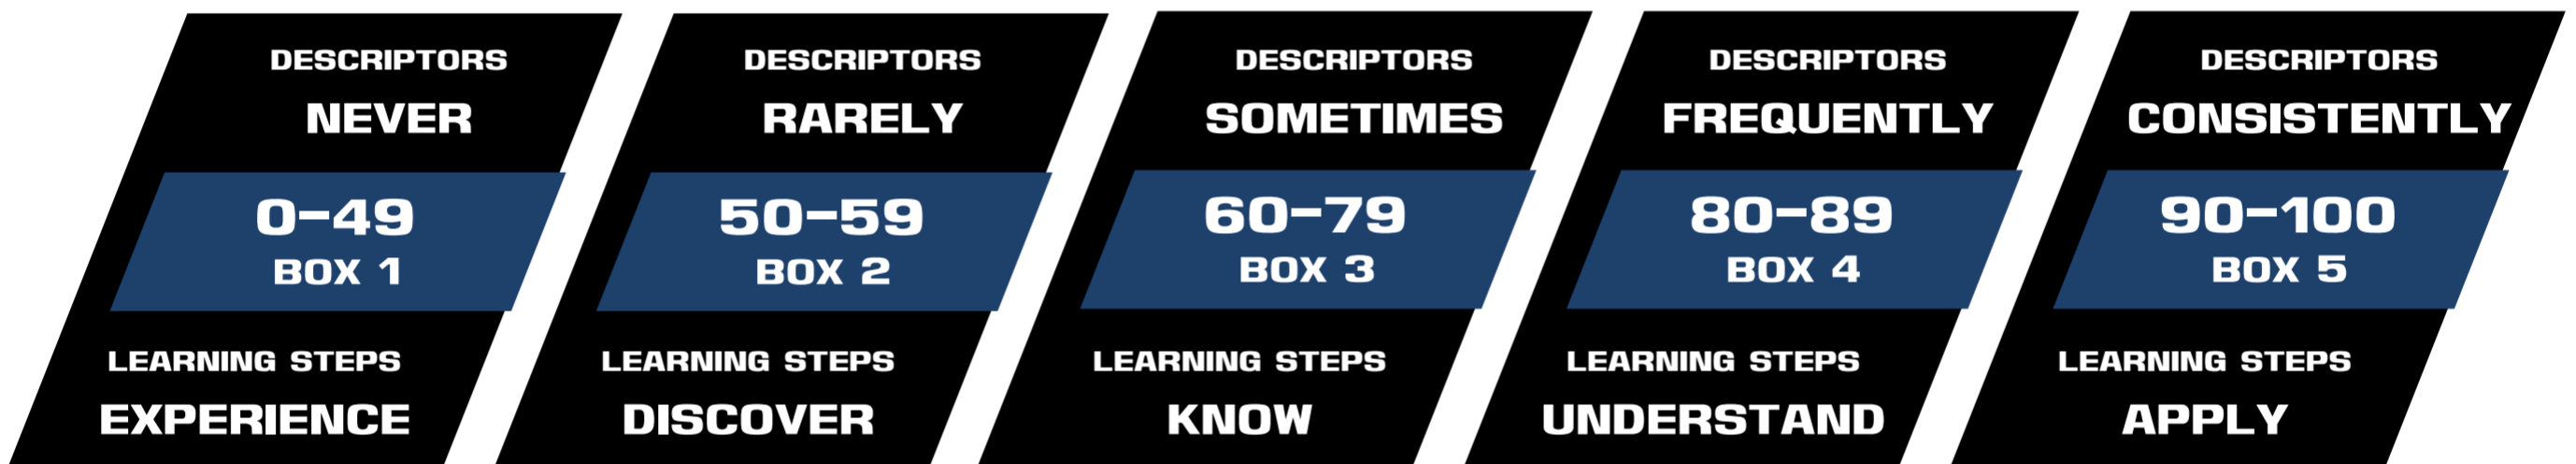 DESCRIPTORS
NEVER
0-49
BOX 1
LEARNING STEPS
EXPERIENCE
DESCRIPTORS
RARELY
50-59
BOX 2
LEARNING STEPS
DISCOVER
DESCRIPTORS
SOMETIMES
60-79
BOX 3
LEARNING STEPS
KNOW
DESCRIPTORS
FREQUENTLY
80-89
BOX 4
LEARNING STEPS
UNDERSTAND
DESCRIPTORS
CONSISTENTLY
90-100
BOX 5
LEARNING STEPS
APPLY